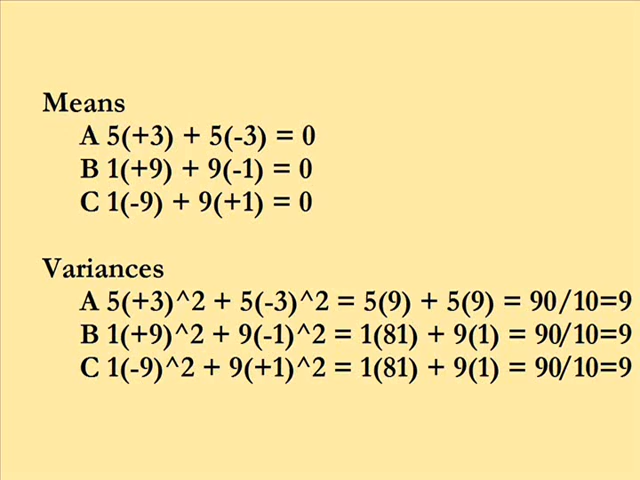 Means
A 5(+3) + 5(-3) = 0
B 1(+9) + 9(-1) = 0
C 1(-9) + 9(+1) = 0
Variances
A 5(+3)^2 + 5(-3)^2 = 5(9) + 5(9) = 90/10=9
B 1(+9)^2 + 9(-1)^2 = 1(81) + 9(1) = 90/10=9
C 1(-9)^2 + 9(+1)^2 = 1(81) + 9(1) = 90/10=9